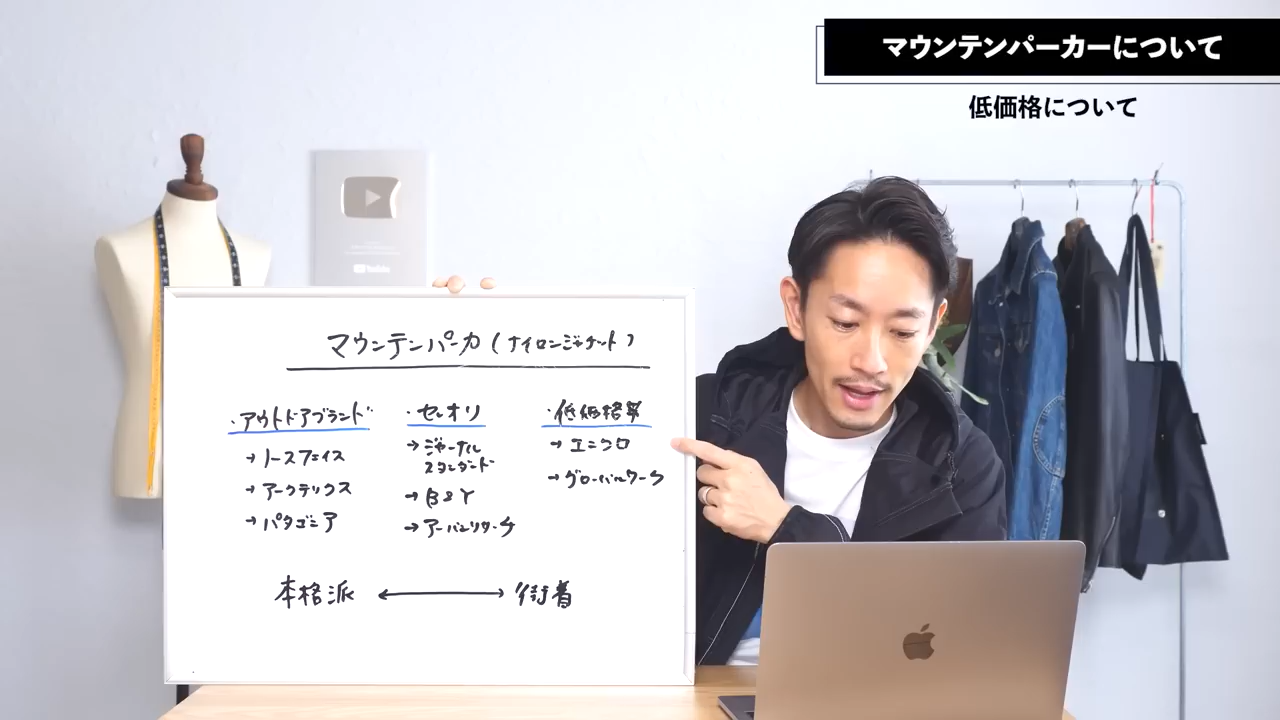 マウンテンパーカーについて
低価格について
YouTube
マウンテンパーカ(ナイロンジャケット)
・アウトドアブランド
→ノースフェイス
→アークテリクス
→パタゴニア
・セレオリ
→ジャーナル
スタンダード
→B&Y
→アーバンリサーチ
・低価格帯
→ユニクロ
→グローバルワーク
本格派 ←→ 街着